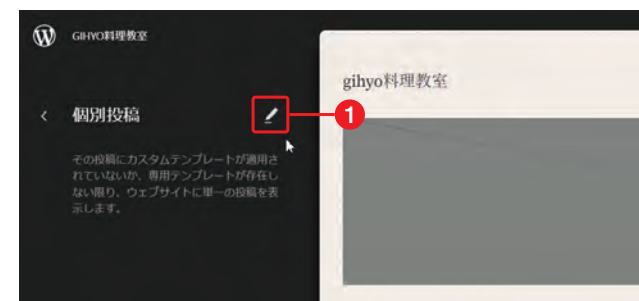 GIHYO料理教室
gihyo料理教室
個別投稿
1
その投稿にカスタムテンプレートが適用さ
れていないか、専用テンプレートが存在し
ない限り、ウェブサイトに単一の投稿を表
示します。